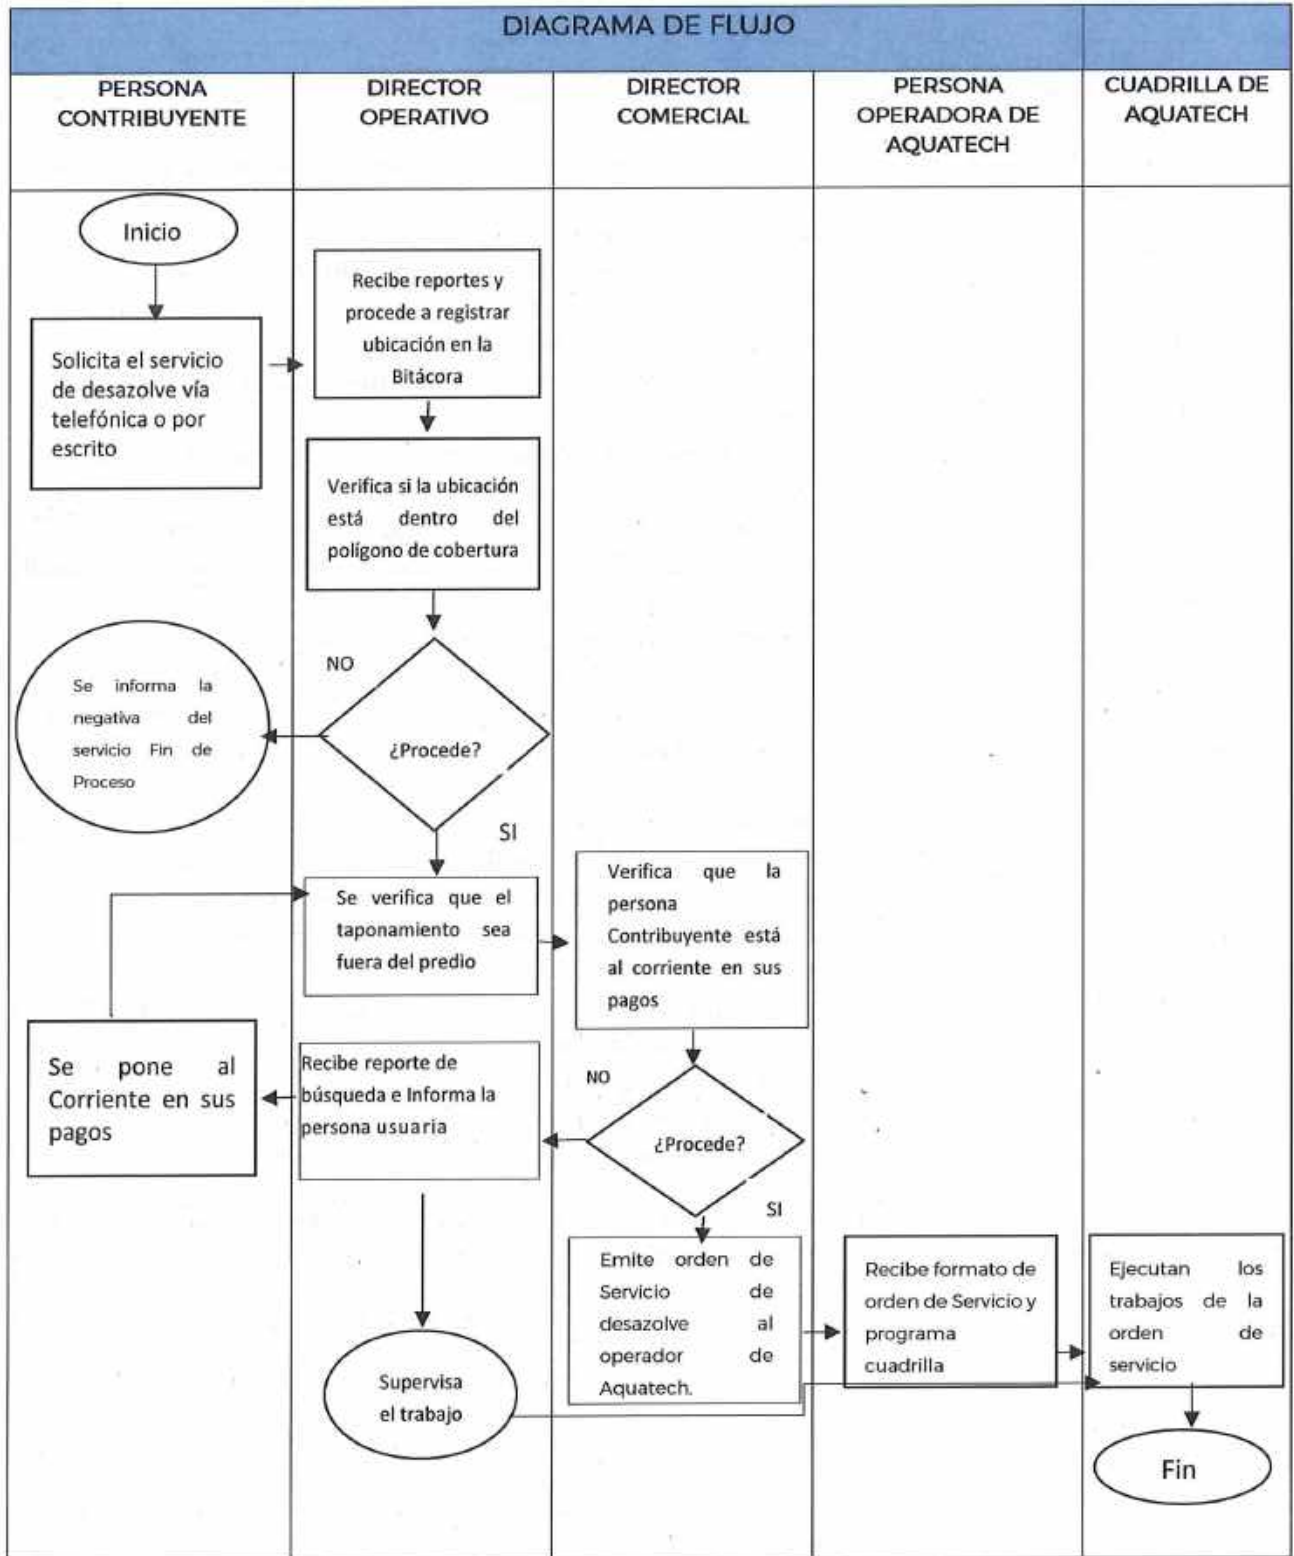 DIAGRAMA DE FLUJO
PERSONA
CONTRIBUYENTE
DIRECTOR
OPERATIVO
DIRECTOR
COMERCIAL
PERSONA
OPERADORA DE
AQUATECH
CUADRILLA DE
AQUATECH
Inicio
Solicita el servicio
de desazolve vía
telefónica o por
escrito
Recibe reportes y
procede a registrar
ubicación en la
Bitácora
Verifica si la ubicación
está dentro del
polígono de cobertura
NO
¿Procede?
SI
Se informa la
negativa del
servicio Fin de
Proceso
Se verifica que el
taponamiento sea
fuera del predio
Verifica que la
persona
Contribuyente está
al corriente en sus
pagos
NO
¿Procede?
SI
Recibe reporte de
búsqueda e Informa la
persona usuaria
Se pone al
Corriente en sus
pagos
Supervisa
el trabajo
Emite orden de
Servicio de
desazolve al
operador de
Aquatech.
Recibe formato de
orden de Servicio y
programa
cuadrilla
Ejecutan los
trabajos de la
orden de
servicio
Fin